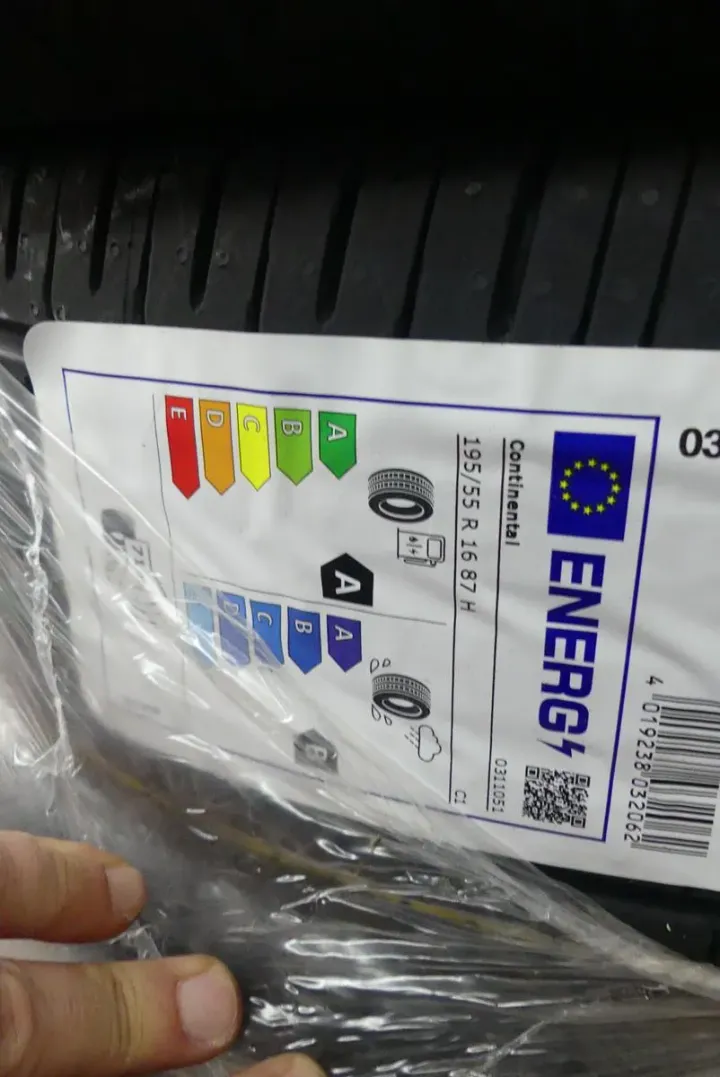 03
4 019238 032062
ENERG
Continental
0311051
195/55 R 16 87 H
C1
A
B
C
D
E
A
A
B
C
D
B